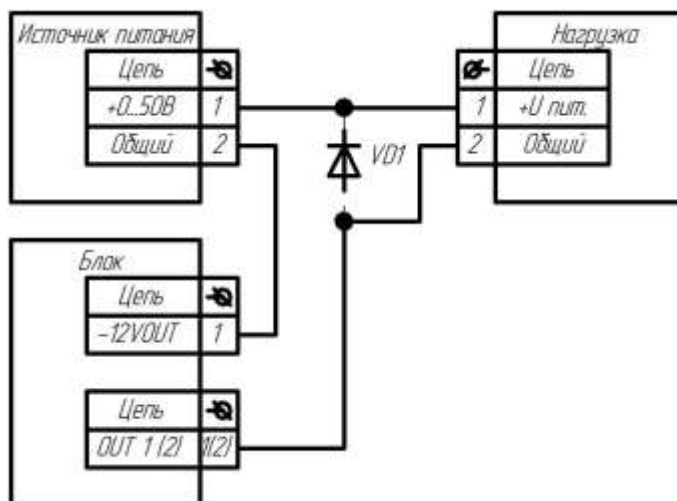 Источник питания
Цепь
+0...50В 1
Общий 2
Нагрузка
Цепь
1 +U пит.
2 Общий
VD1
Блок
Цепь
-12VOUT 1
Цепь
OUT 1 (2) 1(2)